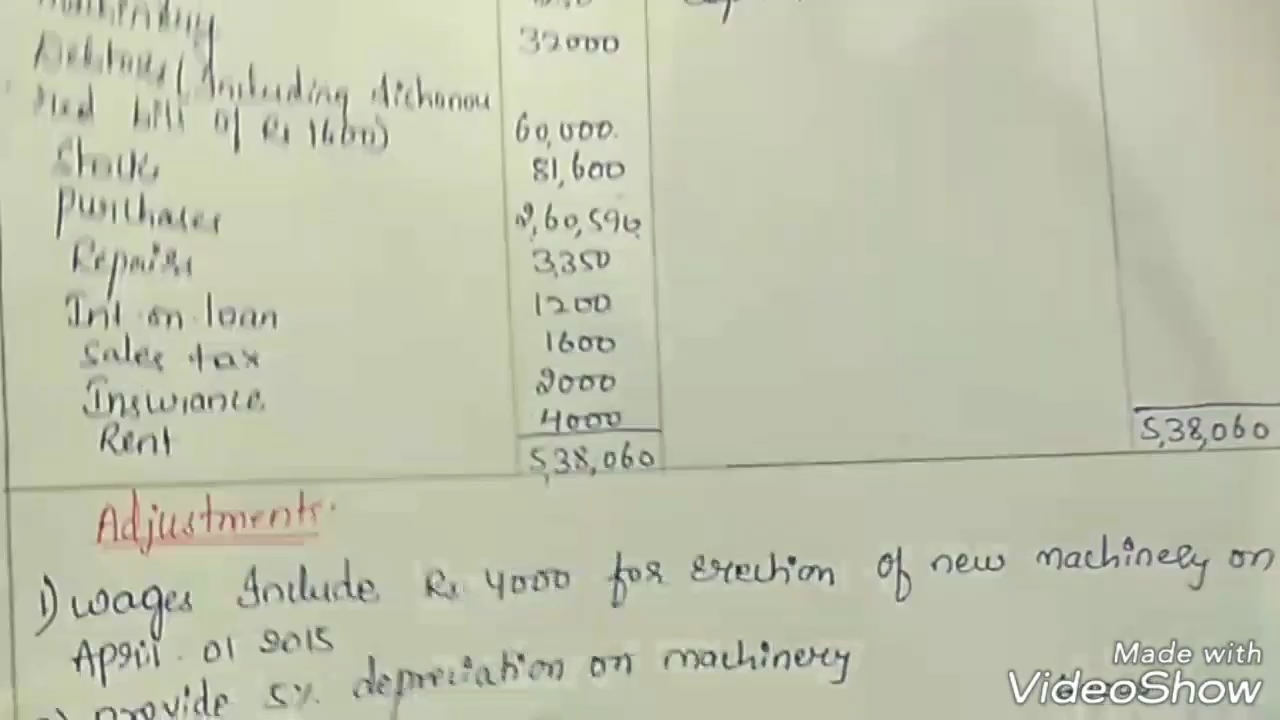 Machinery 32000
Debtors (Including dishonou
red bill of Rs 1600) 60,000
Stock 81,600
Purchases 2,60,590
Repairs 3,350
Int on loan 1200
Sales tax 1600
Insurance 2000
Rent 4000
5,38,060 5,38,060
Adjustments.
1) Wages Include Rs. 4000 for erection of new machinery on
April 01 2015
Provide 5% depreciation on machinery
Made with
VideoShow